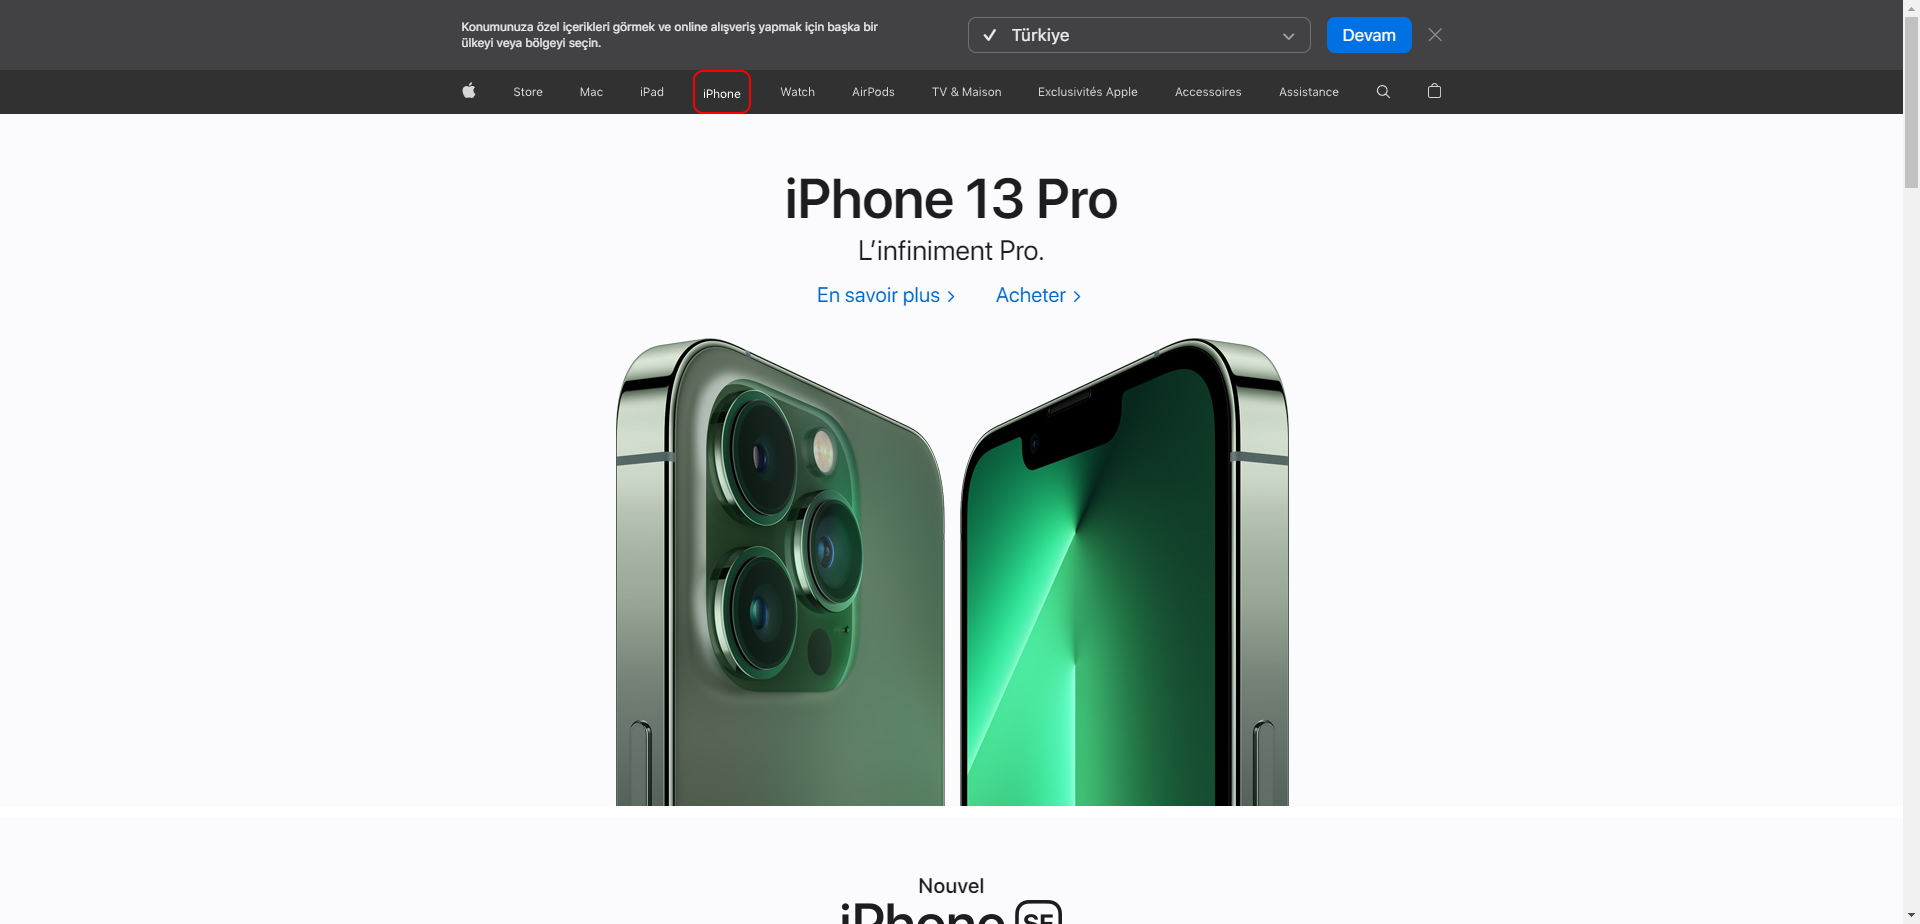 Konumunuza özel içerikleri görmek ve online alışveriş yapmak için başka bir
ülkeyi veya bölgeyi seçin.
Türkiye
Devam
Store Mac iPad iPhone Watch AirPods TV & Maison Exclusivités Apple Accessoires Assistance
iPhone 13 Pro
L’infiniment Pro.
En savoir plus > Acheter >
Nouvel
iPhone SE